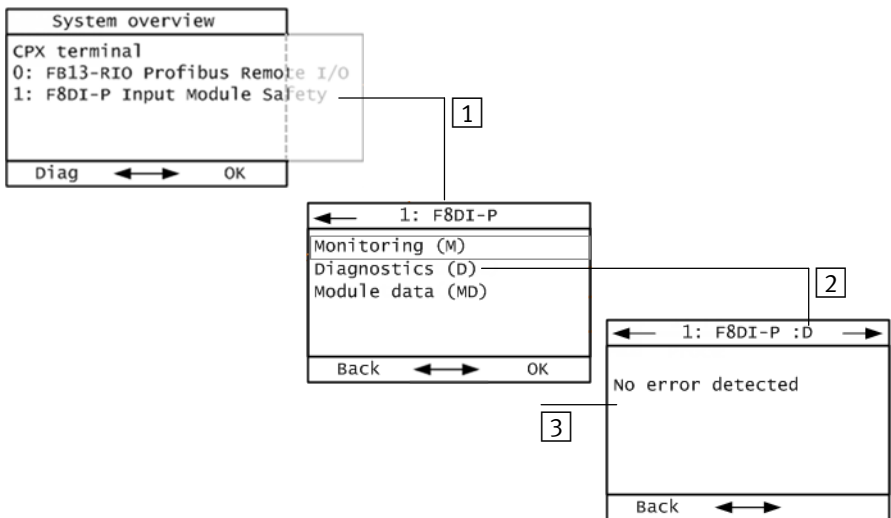 System overview
CPX terminal
0: FB13-RIO Profibus Remote I/O
1: F8DI-P Input Module Safety
Diag OK
1
1: F8DI-P
Monitoring (M)
Diagnostics (D)
Module data (MD)
Back OK
2
1: F8DI-P :D
No error detected
3
Back